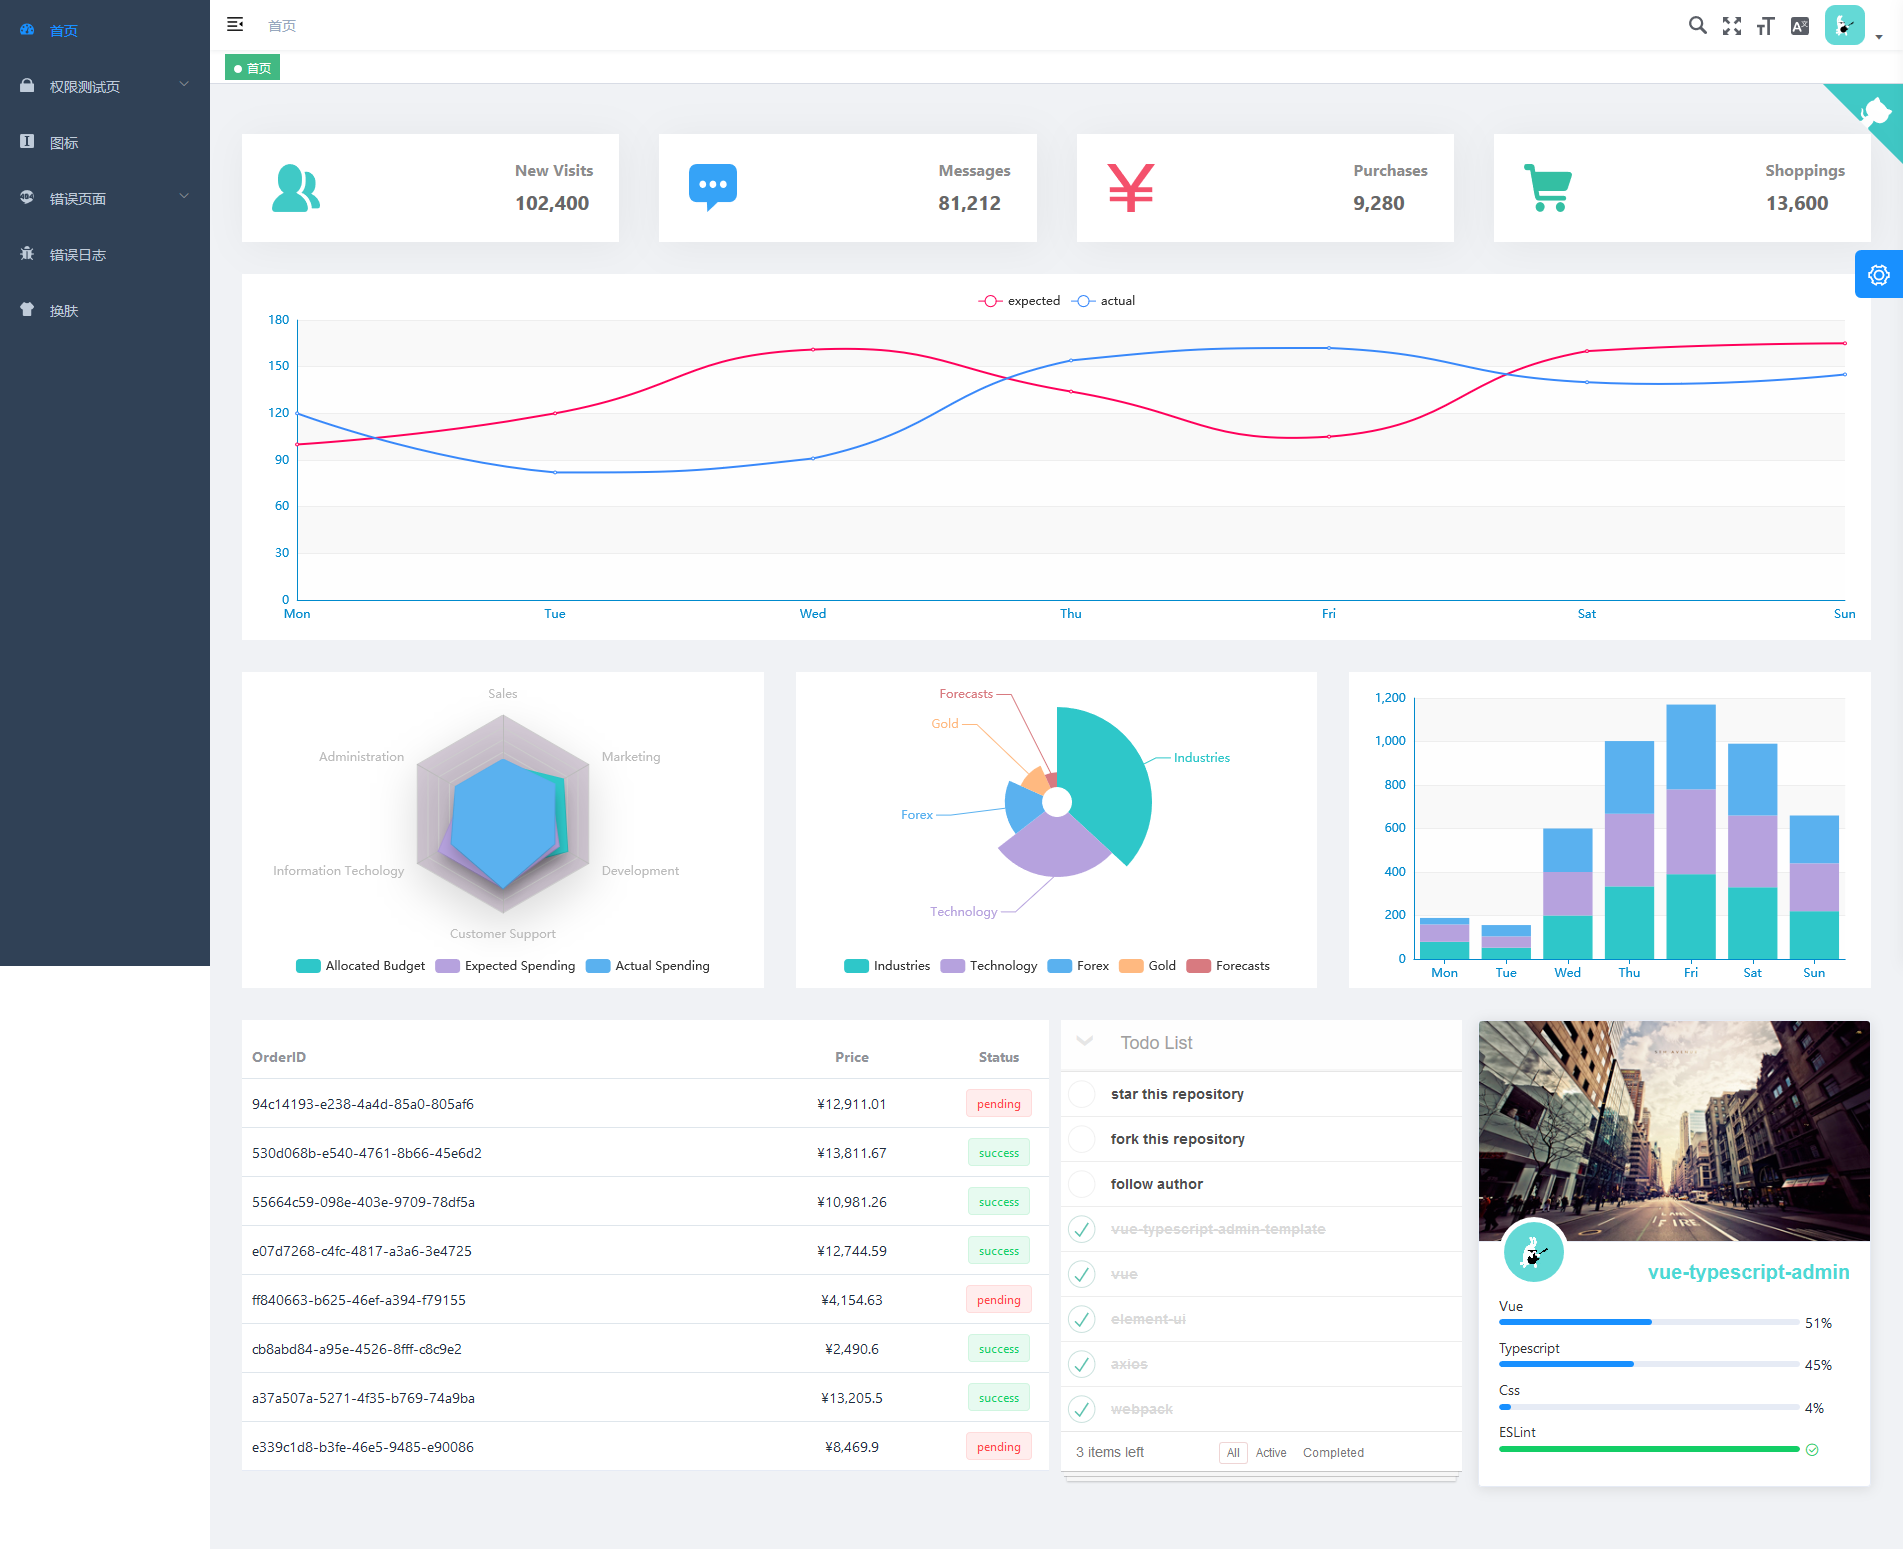 首页
权限测试页
图标
错误页面
错误日志
换肤
首页
首页
New Visits
102,400
Messages
81,212
Purchases
9,280
Shoppings
13,600
expected actual
180
150
120
90
60
30
0
Mon Tue Wed Thu Fri Sat Sun
Sales
Administration
Marketing
Information Techology
Development
Customer Support
Allocated Budget Expected Spending Actual Spending
Forecasts
Gold
Industries
Forex
Technology
Industries Technology Forex Gold Forecasts
1,200
1,000
800
600
400
200
0
Mon Tue Wed Thu Fri Sat Sun
OrderID Price Status
94c14193-e238-4a4d-85a0-805af6 ¥12,911.01 pending
530d068b-e540-4761-8b66-45e6d2 ¥13,811.67 success
55664c59-098e-403e-9709-78df5a ¥10,981.26 success
e07d7268-c4fc-4817-a3a6-3e4725 ¥12,744.59 success
ff840663-b625-46ef-a394-f79155 ¥4,154.63 pending
cb8abd84-a95e-4526-8fff-c8c9e2 ¥2,490.6 success
a37a507a-5271-4f35-b769-74a9ba ¥13,205.5 success
e339c1d8-b3fe-46e5-9485-e90086 ¥8,469.9 pending
Todo List
star this repository
fork this repository
follow author
vue-typescript-admin-template
vue
element-ui
axios
webpack
3 items left All Active Completed
vue-typescript-admin
Vue
51%
Typescript
45%
Css
4%
ESLint